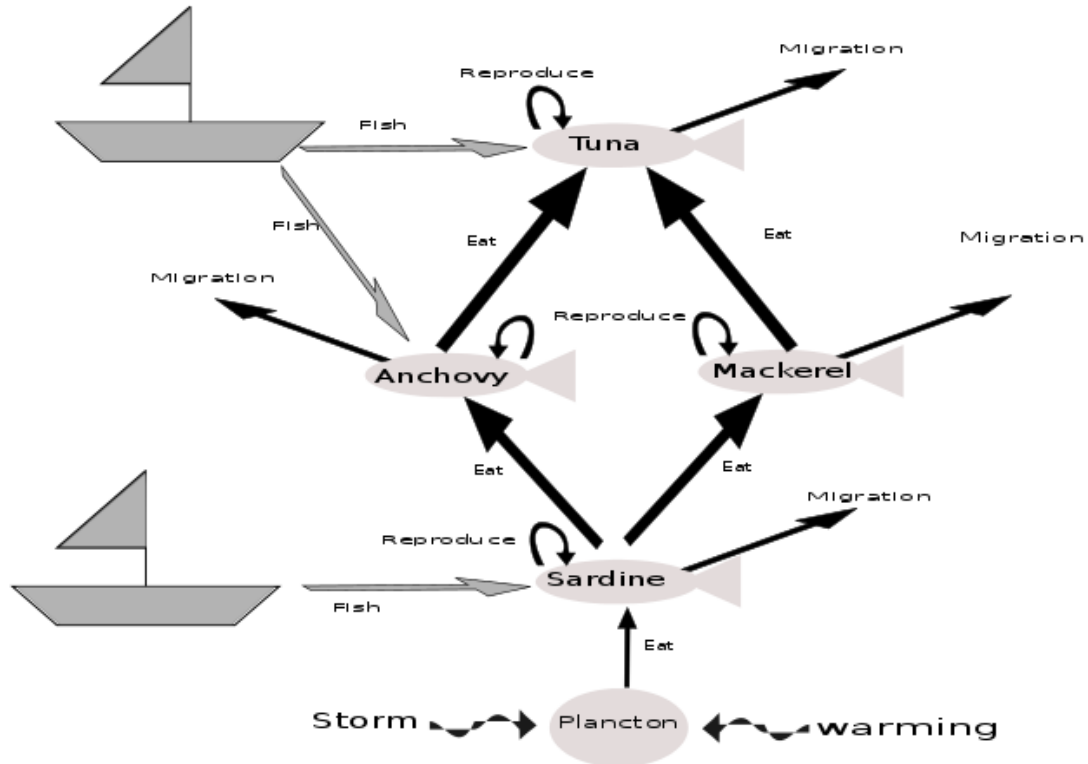 Migration
Reproduce
Fish
Tuna
Fish
Eat
Eat
Migration
Migration
Reproduce
Anchovy
Mackerel
Eat
Eat
Migration
Reproduce
Sardine
Fish
Eat
Storm
Plancton
warming